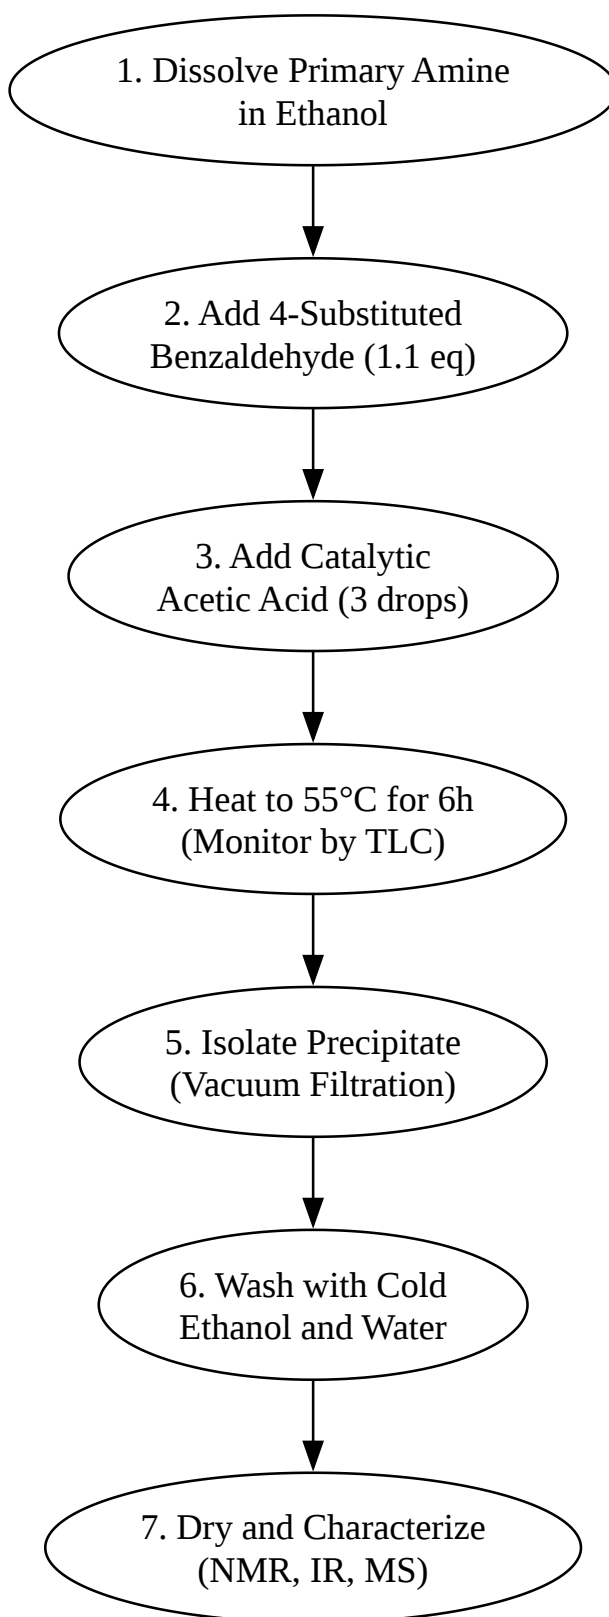 1. Dissolve Primary Amine
in Ethanol
2. Add 4-Substituted
Benzaldehyde (1.1 eq)
3. Add Catalytic
Acetic Acid (3 drops)
4. Heat to 55°C for 6h
(Monitor by TLC)
5. Isolate Precipitate
(Vacuum Filtration)
6. Wash with Cold
Ethanol and Water
7. Dry and Characterize
(NMR, IR, MS)